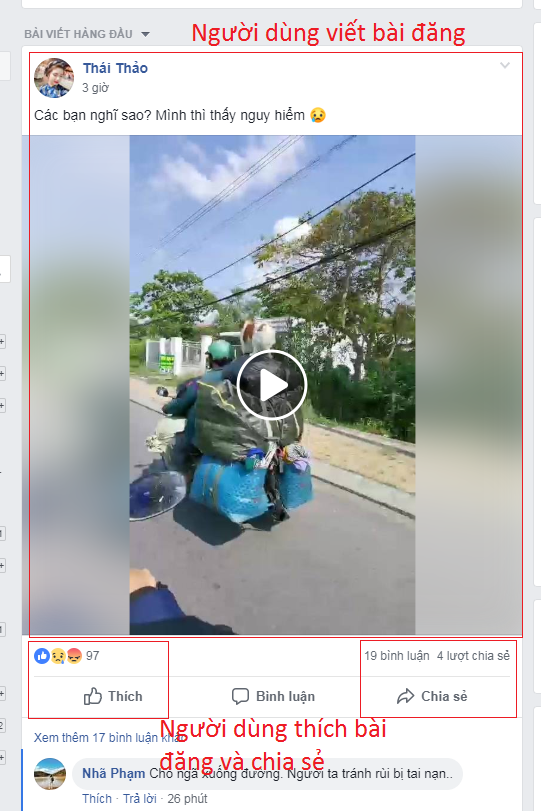 Người dùng viết bài đăng
BÀI VIẾT HÀNG ĐẦU
Thái Thảo
3 giờ
Các bạn nghĩ sao? Mình thì thấy nguy hiểm 😢
97
19 bình luận 4 lượt chia sẻ
Thích Bình luận Chia sẻ
Người dùng thích bài
đăng và chia sẻ
Xem thêm 17 bình luận khác
Nhã Phạm Chó ngã xuống đường. Người ta tránh rùi bị tai nạn..
Thích · Trả lời · 26 phút